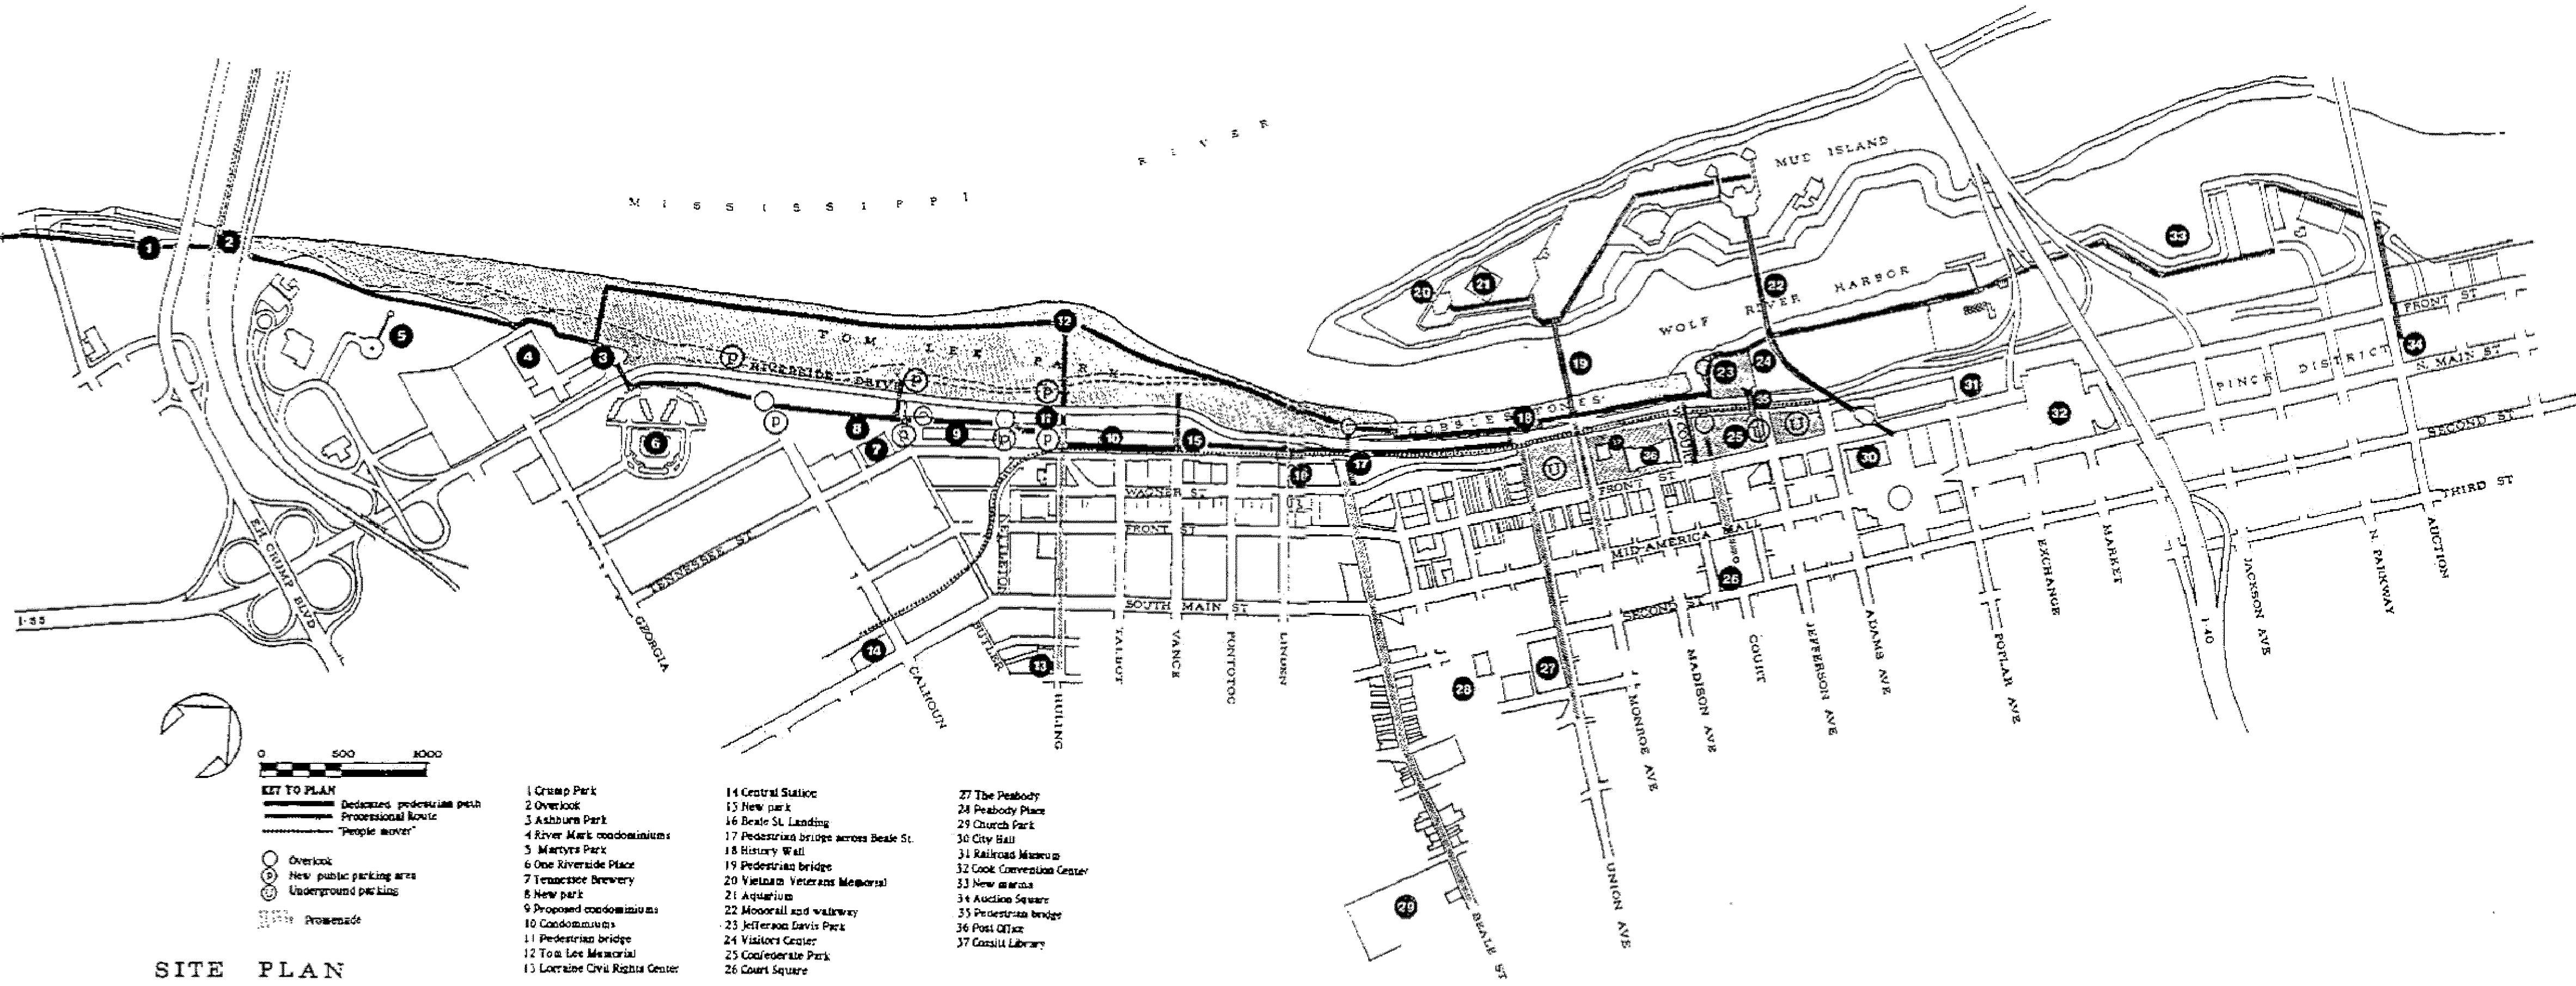 MISSISSIPPI
RIVER
MUD ISLAND
WOLF RIVER HARBOR
TOM LEE PARK
RIVERSIDE DRIVE
COBBLESTONES
PINCH DISTRICT
FRONT ST
N. MAIN ST
SECOND ST
THIRD ST
WAGNER ST
FRONT ST
FRONT ST
TENNESSEE ST
SOUTH MAIN ST
MID-AMERICA MALL
SECOND
I-55
E.H. CRUMP BLVD
GEORGIA
CALHOUN
BUTLER
HULING
TALBOT
VANCE
PONTOTOC
LINDEN
BEALE ST
UNION AVE
MONROE AVE
MADISON AVE
COURT
JEFFERSON AVE
ADAMS AVE
POPLAR AVE
EXCHANGE
MARKET
I-40
JACKSON AVE
N. PARKWAY
AUCTION
0 500 1000
KEY TO PLAN
Dedicated pedestrian path
Processional Route
"People mover"
Overlook
P New public parking area
U Underground parking
Promenade
SITE PLAN
1 Crump Park
2 Overlook
3 Ashburn Park
4 River Mark condominiums
5 Martyrs Park
6 One Riverside Place
7 Tennessee Brewery
8 New park
9 Proposed condominiums
10 Condominiums
11 Pedestrian bridge
12 Tom Lee Memorial
13 Lorraine Civil Rights Center
14 Central Station
15 New park
16 Beale St. Landing
17 Pedestrian bridge across Beale St.
18 History Wall
19 Pedestrian bridge
20 Vietnam Veterans Memorial
21 Aquarium
22 Monorail and walkway
23 Jefferson Davis Park
24 Visitors Center
25 Confederate Park
26 Court Square
27 The Peabody
28 Peabody Place
29 Church Park
30 City Hall
31 Railroad Museum
32 Cook Convention Center
33 New marina
34 Auction Square
35 Pedestrian bridge
36 Post Office
37 Cossitt Library